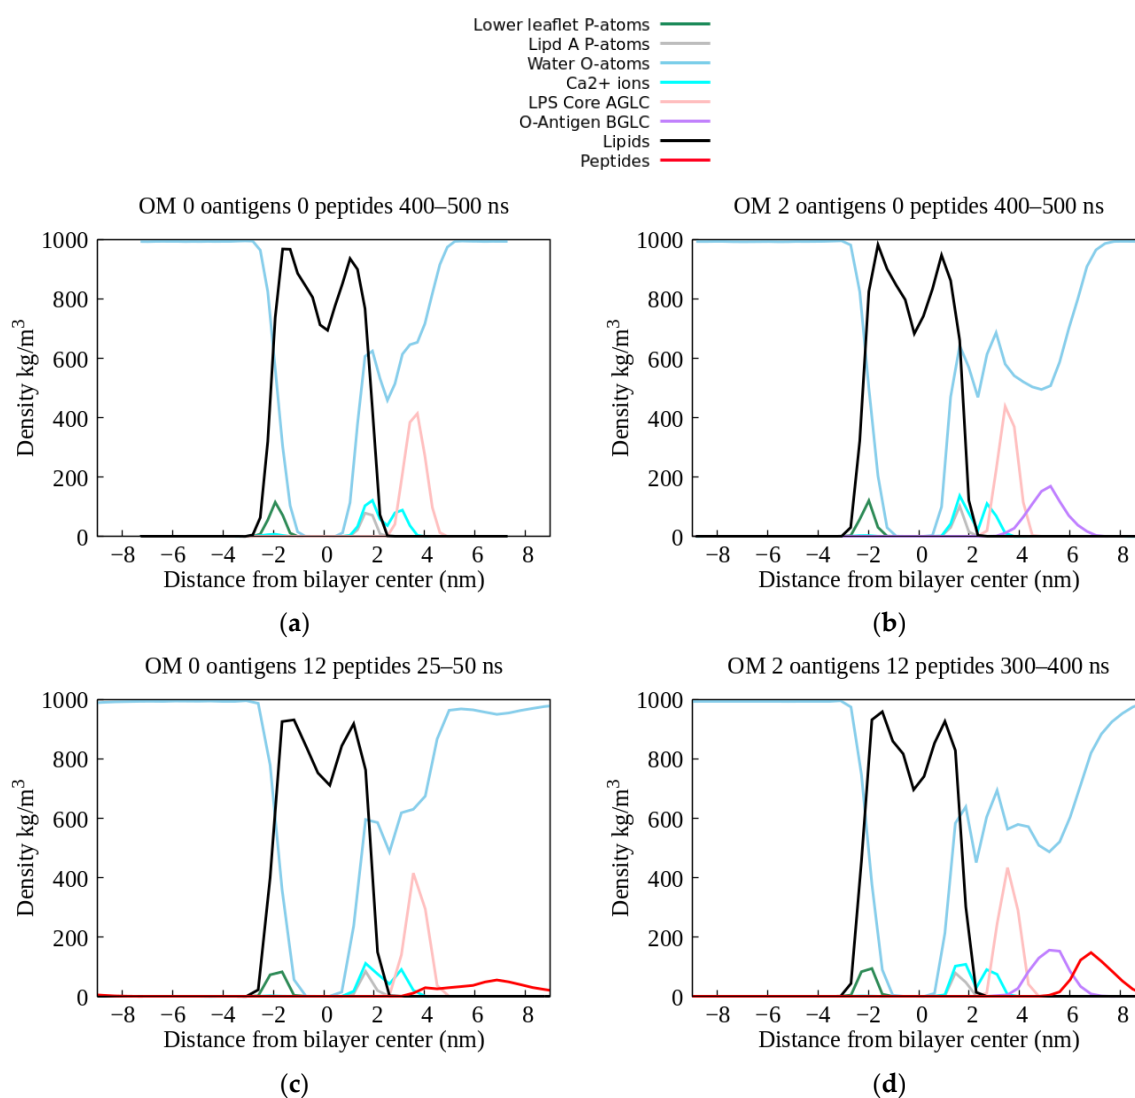 Lower leaflet P-atoms
Lipd A P-atoms
Water O-atoms
Ca2+ ions
LPS Core AGLC
O-Antigen BGLC
Lipids
Peptides
OM 0 oantigens 0 peptides 400–500 ns
1000
800
600
400
200
0
Density kg/m³
−8 −6 −4 −2 0 2 4 6 8
Distance from bilayer center (nm)
(a)
OM 2 oantigens 0 peptides 400–500 ns
1000
800
600
400
200
0
Density kg/m³
−8 −6 −4 −2 0 2 4 6 8
Distance from bilayer center (nm)
(b)
OM 0 oantigens 12 peptides 25–50 ns
1000
800
600
400
200
0
Density kg/m³
−8 −6 −4 −2 0 2 4 6 8
Distance from bilayer center (nm)
(c)
OM 2 oantigens 12 peptides 300–400 ns
1000
800
600
400
200
0
Density kg/m³
−8 −6 −4 −2 0 2 4 6 8
Distance from bilayer center (nm)
(d)